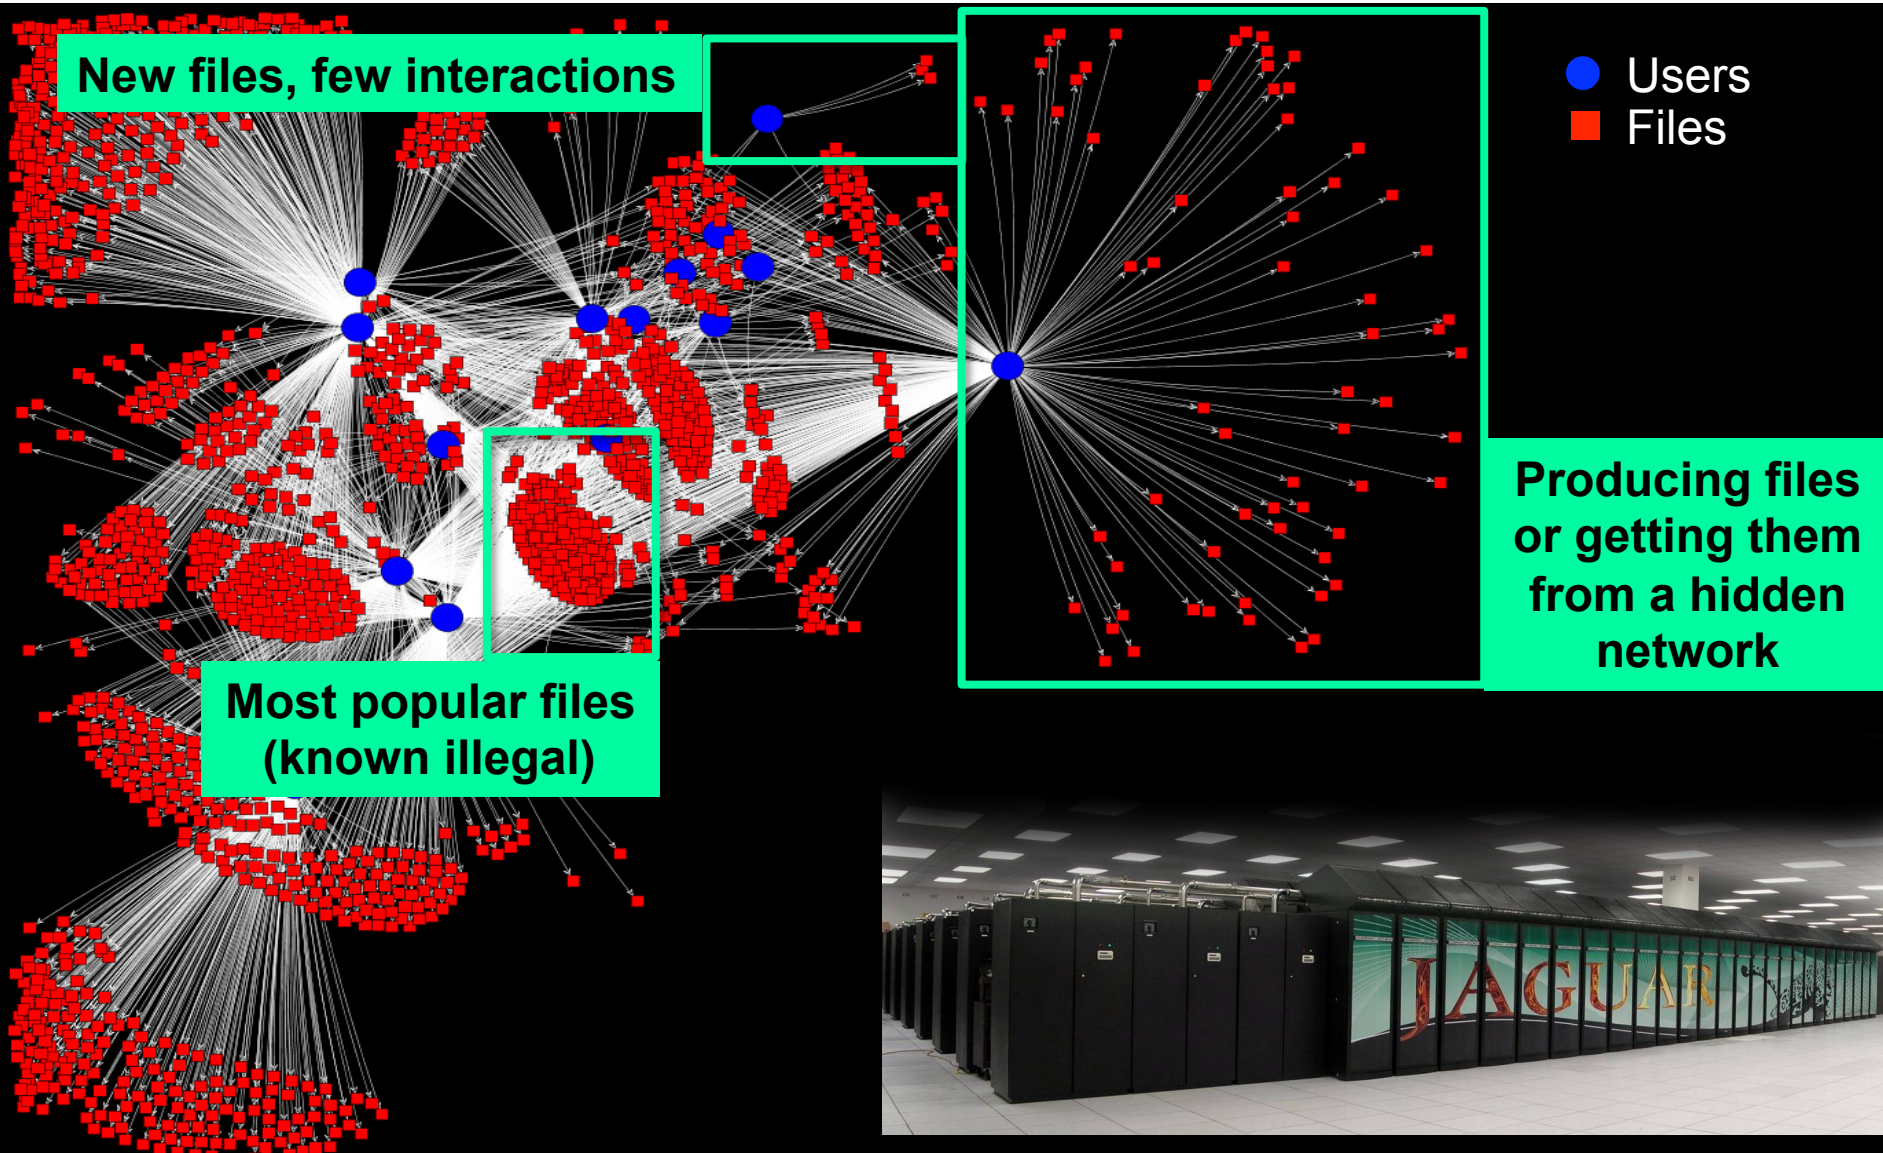 New files, few interactions
Users
Files
Producing files
or getting them
from a hidden
network
Most popular files
(known illegal)
JAGUAR